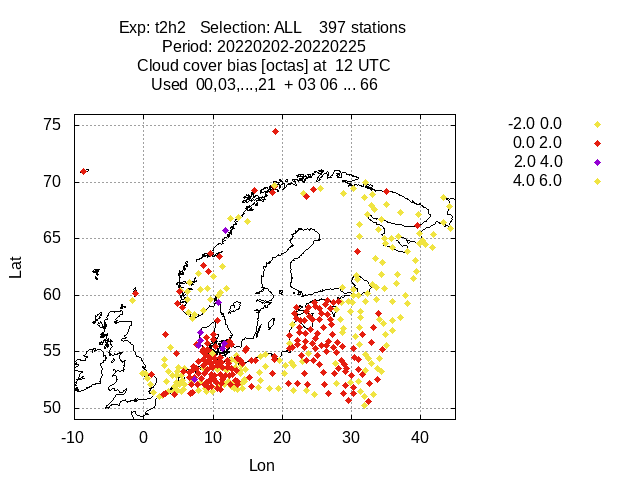 Exp: t2h2 Selection: ALL 397 stations
Period: 20220202-20220225
Cloud cover bias [octas] at 12 UTC
Used 00,03,...,21 + 03 06 ... 66
-2.0 0.0
0.0 2.0
2.0 4.0
4.0 6.0
75
70
65
60
55
50
Lat
-10 0 10 20 30 40
Lon